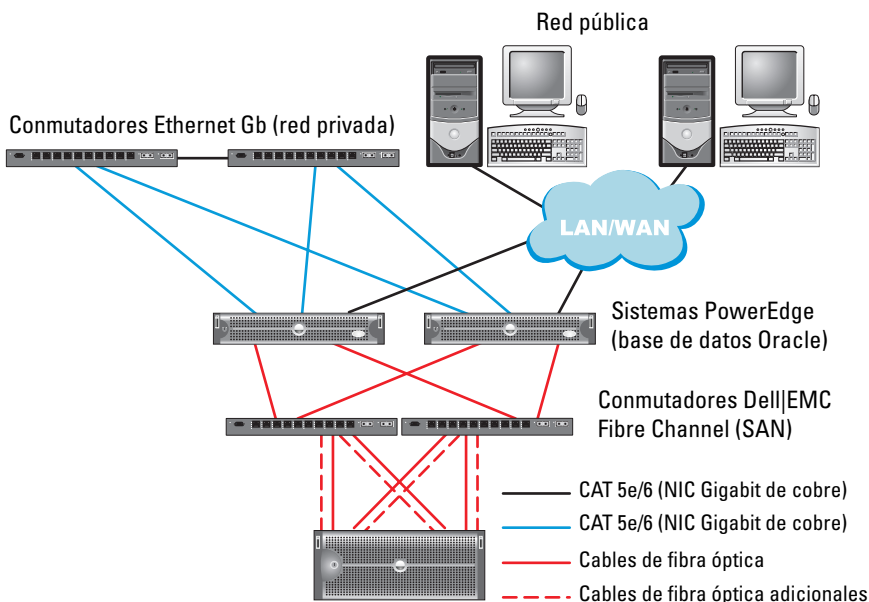 Red pública
Conmutadores Ethernet Gb (red privada)
LAN/WAN
Sistemas PowerEdge
(base de datos Oracle)
Conmutadores Dell|EMC
Fibre Channel (SAN)
CAT 5e/6 (NIC Gigabit de cobre)
CAT 5e/6 (NIC Gigabit de cobre)
Cables de fibra óptica
Cables de fibra óptica adicionales